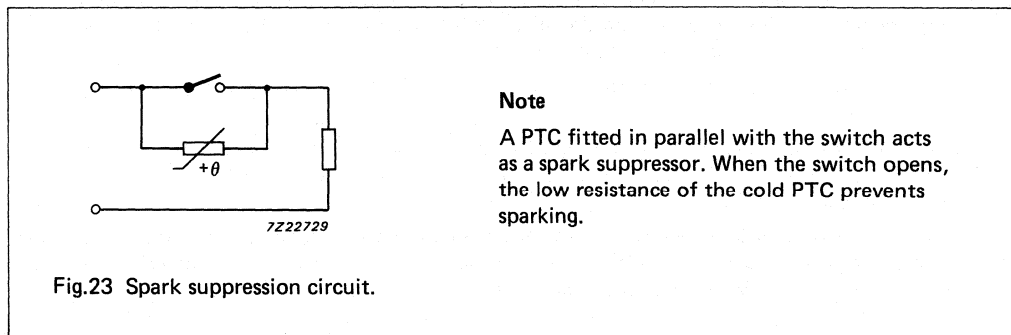 +θ
7Z22729
Note
A PTC fitted in parallel with the switch acts
as a spark suppressor. When the switch opens,
the low resistance of the cold PTC prevents
sparking.
Fig.23 Spark suppression circuit.